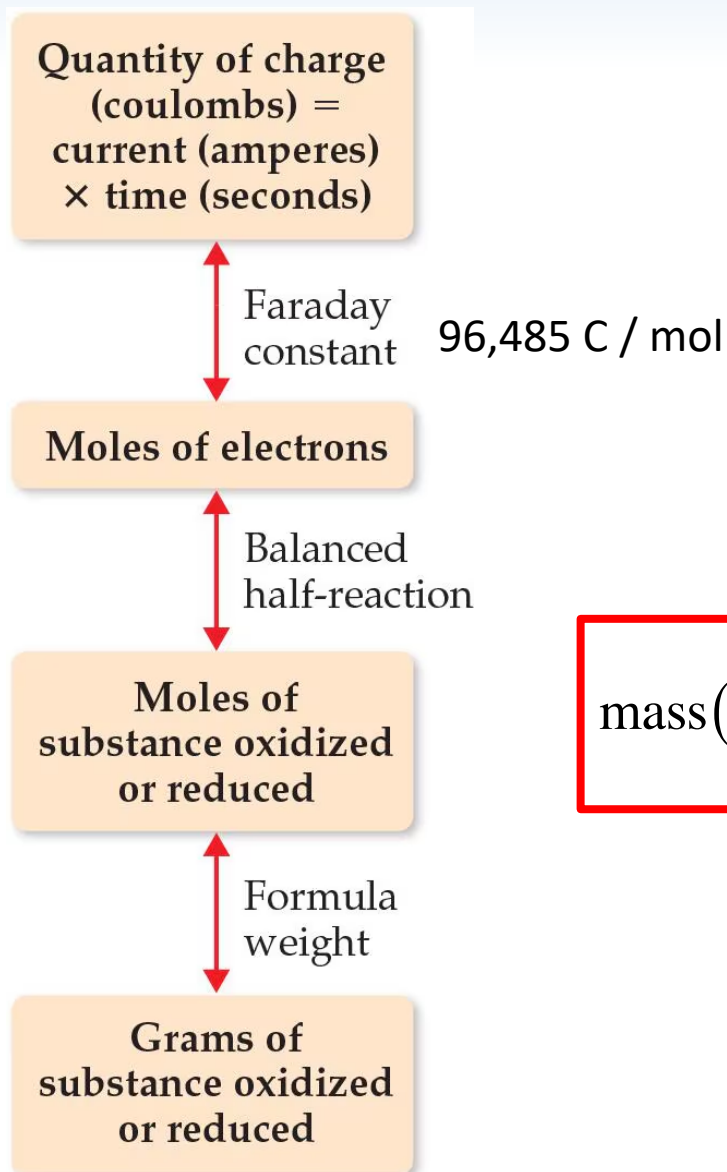 Quantity of charge
(coulombs) =
current (amperes)
× time (seconds)
Faraday
constant
96,485 C / mol
Moles of electrons
Balanced
half-reaction
Moles of
substance oxidized
or reduced
mass(
Formula
weight
Grams of
substance oxidized
or reduced